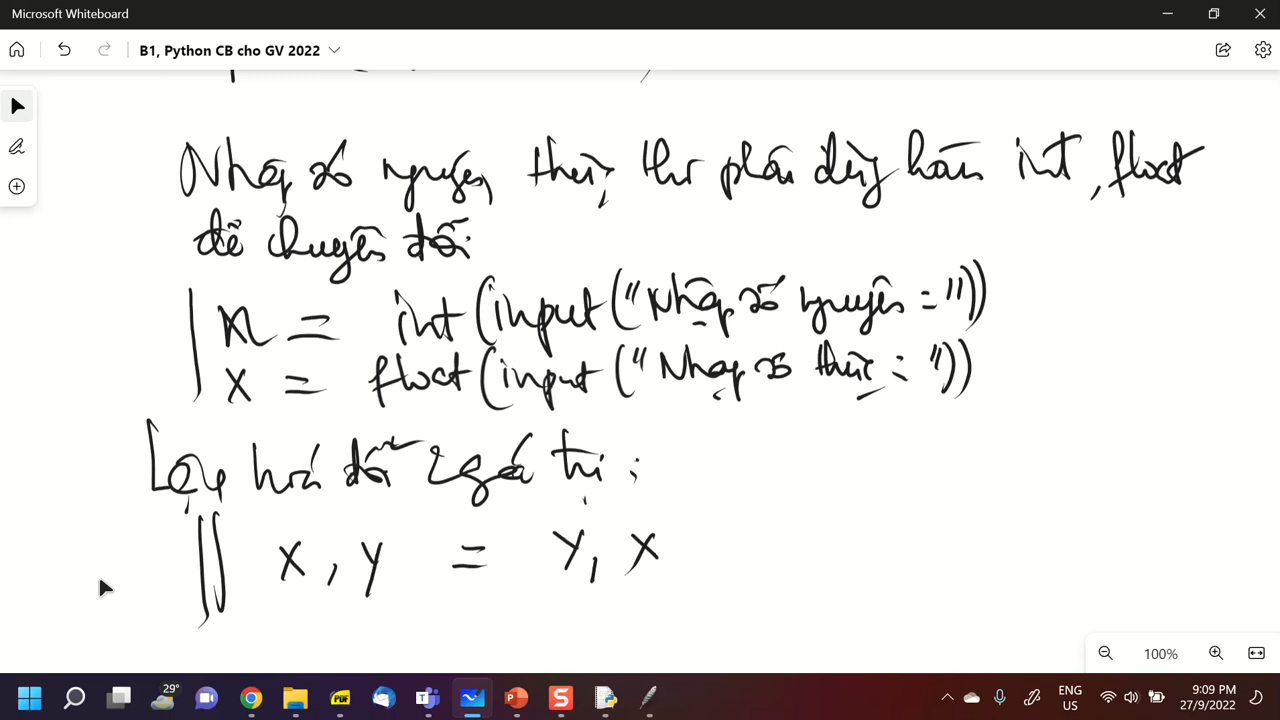 Microsoft Whiteboard
B1, Python CB cho GV 2022
Nhập số nguyên, thực, thì phải dùng hàm int, float
để chuyển đổi
n = int(input("Nhập số nguyên = "))
x = float(input("Nhập số thực: "))
hoán đổi 2 giá trị:
x, y = y, x
100%
29°
ENG
US
9:09 PM
27/9/2022